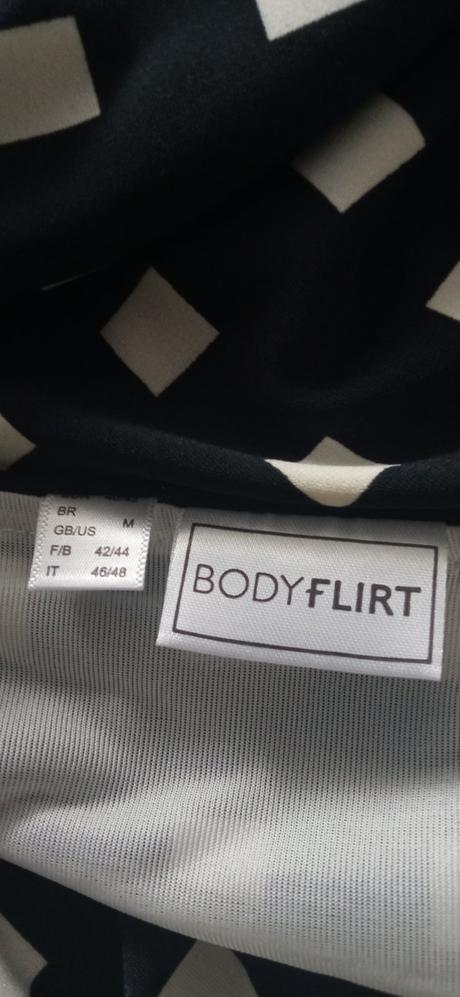 BR
GB/US M
F/B 42/44
IT 46/48
BODYFLIRT